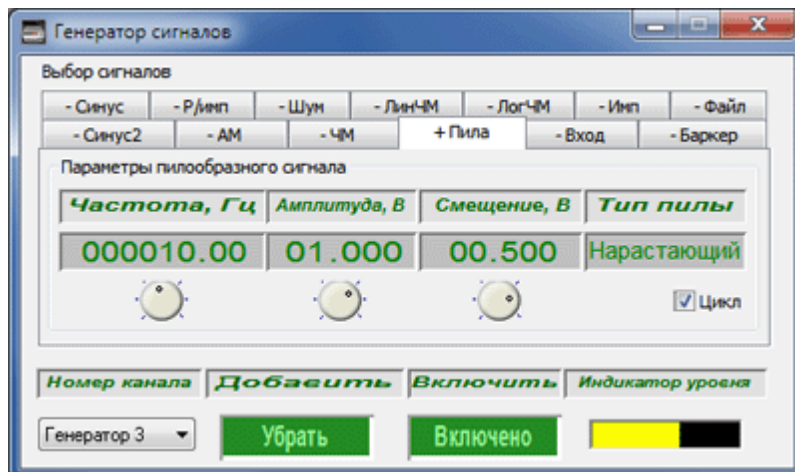 Генератор сигналов
Выбор сигналов
- Синус - Р/имп - Шум - ЛинЧМ - ЛогЧМ - Имп - Файл
- Синус2 - АМ - ЧМ + Пила - Вход - Баркер
Параметры пилообразного сигнала
Частота, Гц Амплитуда, В Смещение, В Тип пилы
000010.00 01.000 00.500 Нарастающий
Цикл
Номер канала Добавить Включить Индикатор уровня
Генератор 3 Убрать Включено